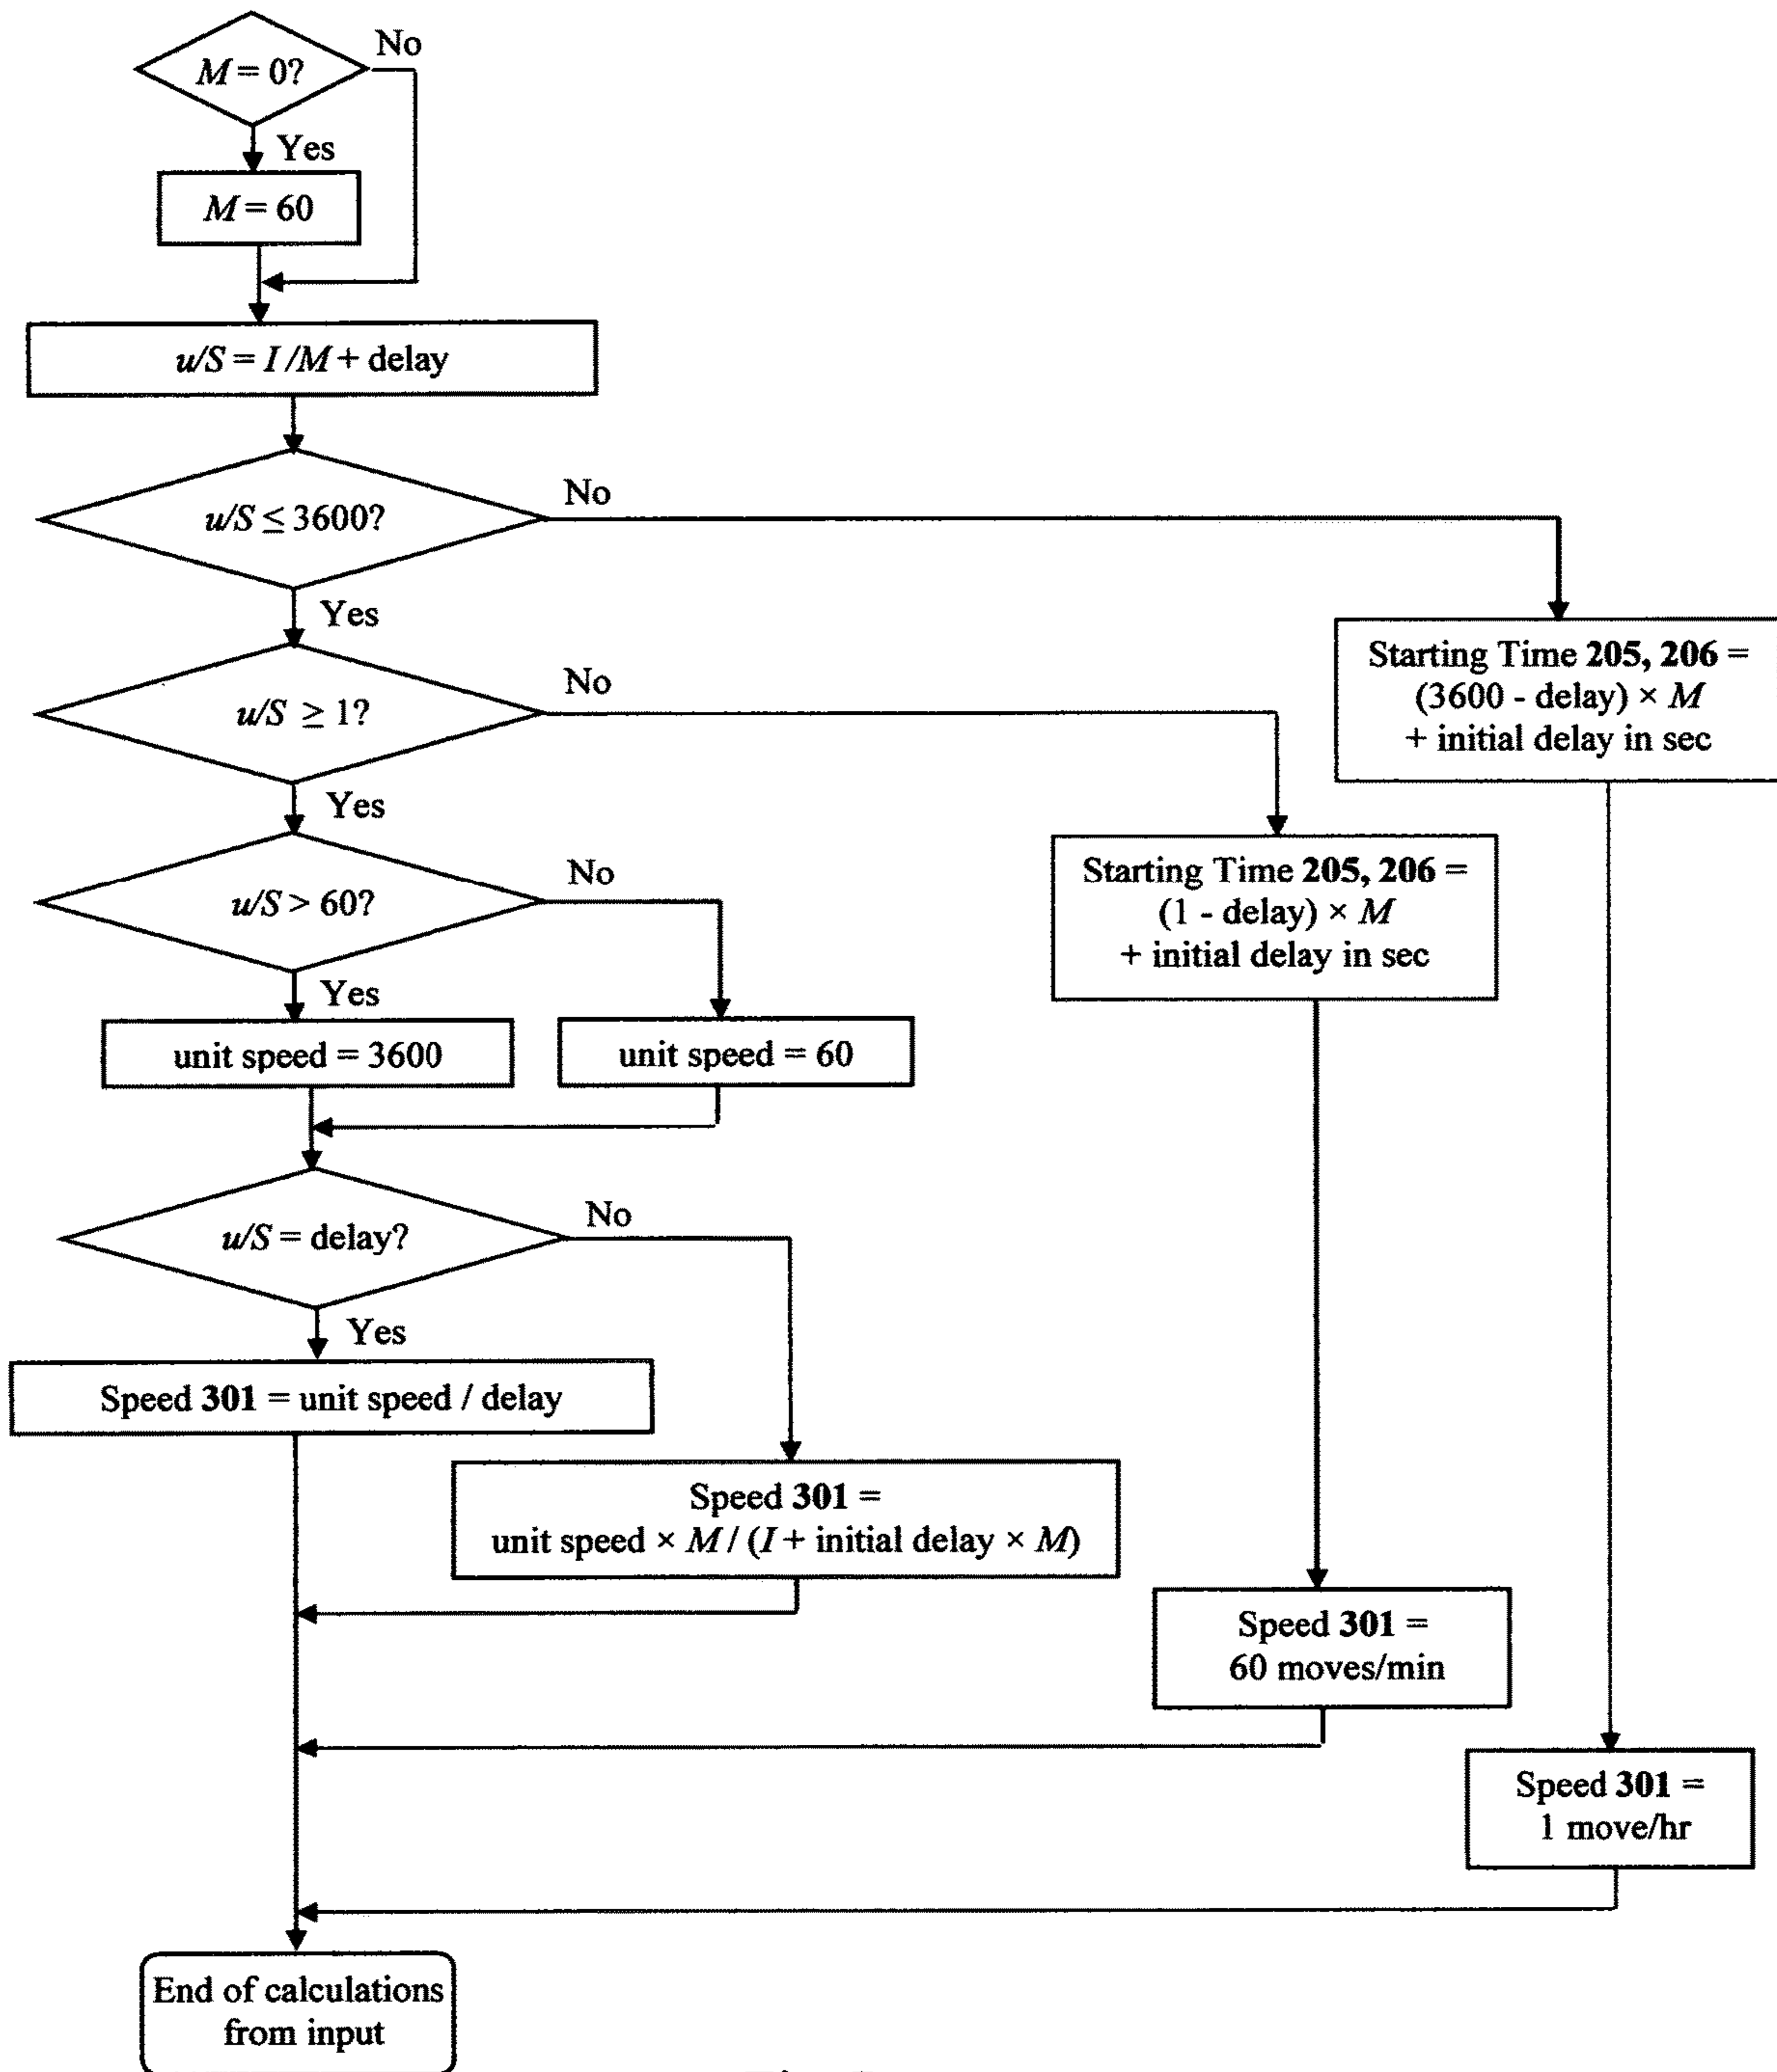 M = 0?
No
Yes
M = 60
u/S = I /M + delay
u/S ≤ 3600?
No
Yes
Starting Time 205, 206 =
(3600 - delay) × M
+ initial delay in sec
u/S ≥ 1?
No
Yes
Starting Time 205, 206 =
(1 - delay) × M
+ initial delay in sec
u/S > 60?
No
Yes
unit speed = 3600
unit speed = 60
u/S = delay?
No
Yes
Speed 301 = unit speed / delay
Speed 301 =
unit speed × M / (I + initial delay × M)
Speed 301 =
60 moves/min
Speed 301 =
1 move/hr
End of calculations
from input